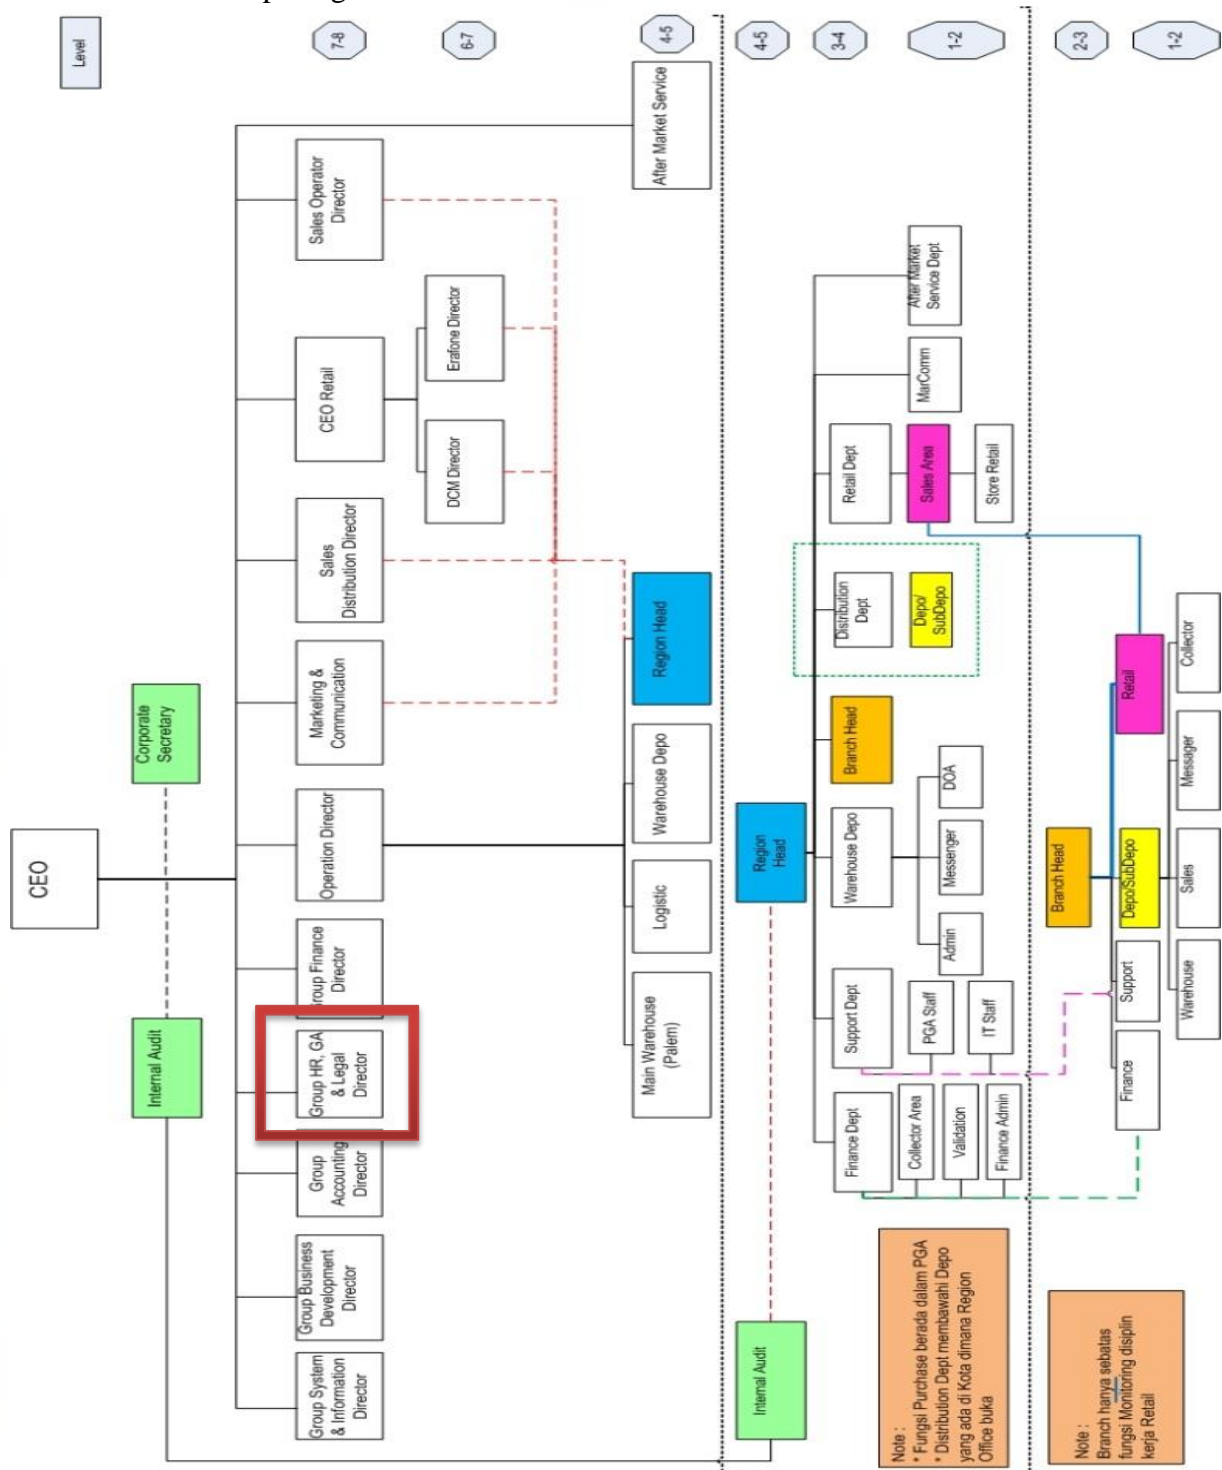 CEO
Level
Internal Audit
Corporate
Secretary
Group System
& Information
Director
Group Business
Development
Director
Group
Accounting
Director
Group HR, GA
& Legal
Director
Group Finance
Director
Operation Director
Marketing &
Communication
Sales
Distribution Director
CEO Retail
Sales Operator
Director
7-8
DCM Director
Erafone Director
6-7
Main Warehouse
(Palem)
Logistic
Warehouse Depo
Region Head
After Market Service
4-5
Internal Audit
Region
Head
4-5
Finance Dept
Support Dept
Warehouse Depo
Branch Head
Distribution
Dept
Retail Dept
3-4
Collector Area
Validation
Finance Admin
PGA Staff
IT Staff
Admin
Messenger
DOA
Depo/
SubDepo
Sales Area
Store Retail
MarComm
After Market
Service Dept
1-2
Note :
* Fungsi Purchase berada dalam PGA
* Distribution Dept membawahi Depo
yang ada di Kota dimana Region
Office buka
Branch Head
2-3
Finance
Support
Depo/SubDepo
Retail
1-2
Warehouse
Sales
Messager
Collector
Note :
Branch hanya sebatas
fungsi Monitoring disiplin
kerja Retail